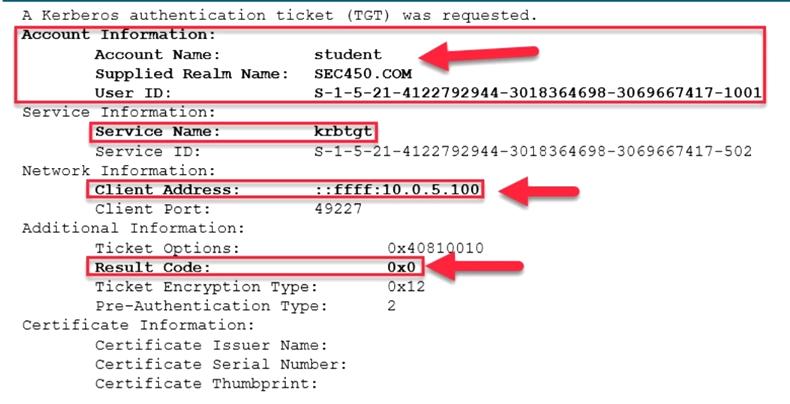 A Kerberos authentication ticket (TGT) was requested.
Account Information:
Account Name: student
Supplied Realm Name: SEC450.COM
User ID: S-1-5-21-4122792944-3018364698-3069667417-1001
Service Information:
Service Name: krbtgt
Service ID: S-1-5-21-4122792944-3018364698-3069667417-502
Network Information:
Client Address: ::ffff:10.0.5.100
Client Port: 49227
Additional Information:
Ticket Options: 0x40810010
Result Code: 0x0
Ticket Encryption Type: 0x12
Pre-Authentication Type: 2
Certificate Information:
Certificate Issuer Name:
Certificate Serial Number:
Certificate Thumbprint: